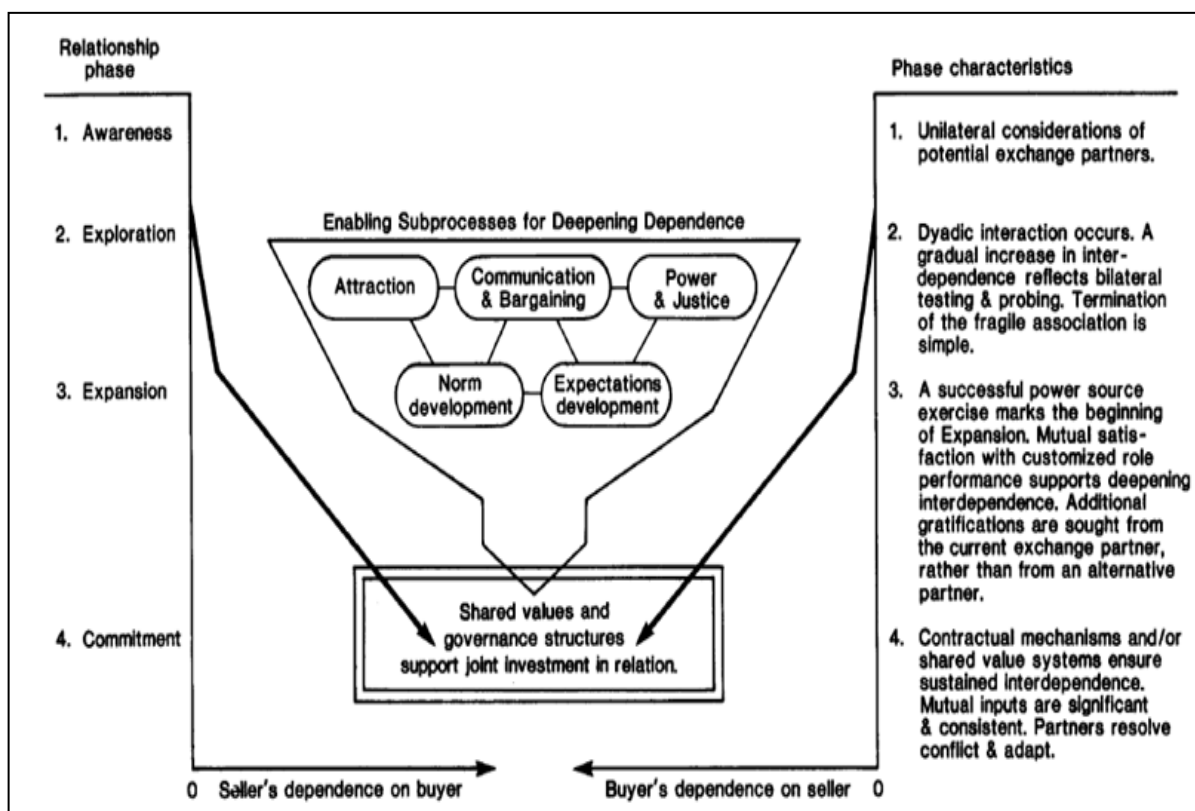 Relationship
phase
Phase characteristics
1. Awareness
1. Unilateral considerations of
potential exchange partners.
Enabling Subprocesses for Deepening Dependence
2. Exploration
Attraction
Communication
& Bargaining
Power
& Justice
Norm
development
Expectations
development
2. Dyadic interaction occurs. A
gradual increase in inter-
dependence reflects bilateral
testing & probing. Termination
of the fragile association is
simple.
3. Expansion
3. A successful power source
exercise marks the beginning
of Expansion. Mutual satis-
faction with customized role
performance supports deepening
interdependence. Additional
gratifications are sought from
the current exchange partner,
rather than from an alternative
partner.
4. Commitment
Shared values and
governance structures
support joint investment in relation.
4. Contractual mechanisms and/or
shared value systems ensure
sustained interdependence.
Mutual inputs are significant
& consistent. Partners resolve
conflict & adapt.
0 Seller's dependence on buyer
Buyer's dependence on seller 0